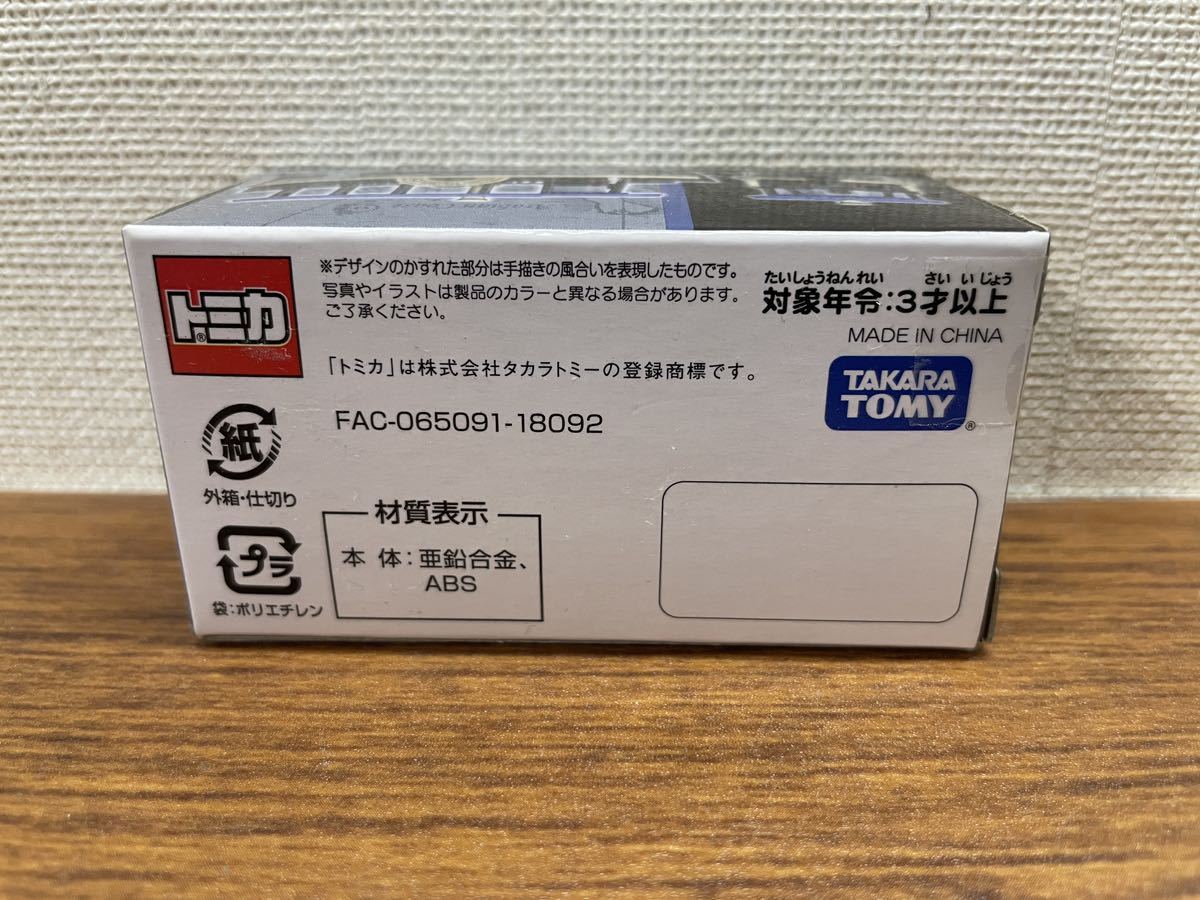 Arabian Coast
トミカ®
※デザインのかすれた部分は手描きの風合いを表現したものです。
写真やイラストは製品のカラーと異なる場合があります。
ご了承ください。
たいしょうねんれい さい い じょう
対象年令:3才以上
MADE IN CHINA
「トミカ」は株式会社タカラトミーの登録商標です。
TAKARA
TOMY®
FAC-065091-18092
紙
外箱・仕切り
プラ
袋:ポリエチレン
材質表示
本 体:亜鉛合金、
ABS